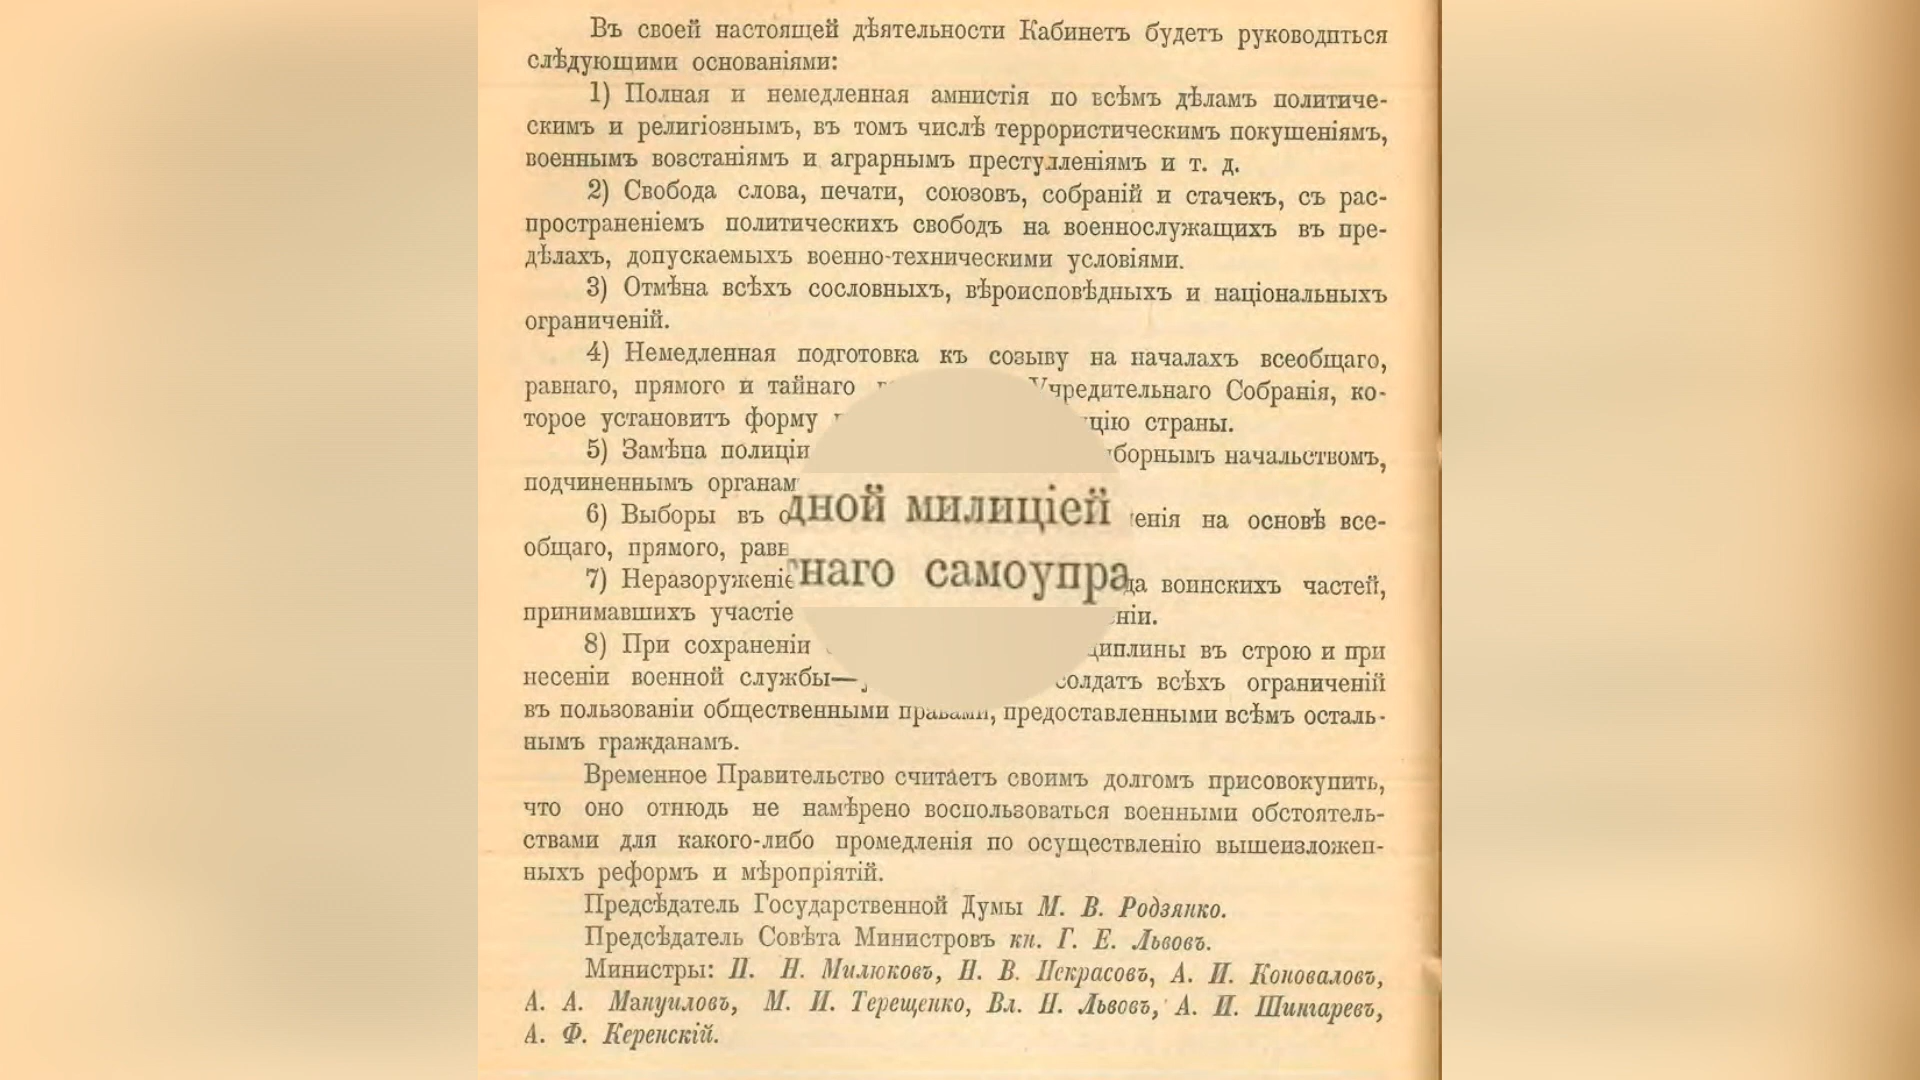 Въ своей настоящей дѣятельности Кабинетъ будетъ руководиться
слѣдующими основаніями:
1) Полная и немедленная амнистія по всѣмъ дѣламъ политиче-
скимъ и религіознымъ, въ томъ числѣ террористическимъ покушеніямъ,
военнымъ возстаніямъ и аграрнымъ преступленіямъ и т. д.
2) Свобода слова, печати, союзовъ, собраній и стачекъ, съ рас-
пространеніемъ политическихъ свободъ на военнослужащихъ въ пре-
дѣлахъ, допускаемыхъ военно-техническими условіями.
3) Отмѣна всѣхъ сословныхъ, вѣроисповѣдныхъ и національныхъ
ограниченій.
4) Немедленная подготовка къ созыву на началахъ всеобщаго,
равнаго, прямого и тайнаго Учредительнаго Собранія, ко-
торое установитъ форму цію страны.
5) Замѣна полиціи борнымъ начальствомъ,
подчиненнымъ органам
дной милиціей
6) Выборы въ о енія на основѣ все-
общаго, прямого, равн
наго самоупра
7) Неразоруженіе да воинскихъ частей,
принимавшихъ участіе ніи.
8) При сохраненіи циплины въ строю и при
несеніи военной службы— солдатъ всѣхъ ограниченій
въ пользованіи общественными правами, предоставленными всѣмъ осталь-
нымъ гражданамъ.
Временное Правительство считаетъ своимъ долгомъ присовокупить,
что оно отнюдь не намѣрено воспользоваться военными обстоятель-
ствами для какого-либо промедленія по осуществленію вышеизложен-
ныхъ реформъ и мѣропріятій.
Предсѣдатель Государственной Думы М. В. Родзянко.
Предсѣдатель Совѣта Министровъ кн. Г. Е. Львовъ.
Министры: П. Н. Милюковъ, Н. В. Некрасовъ, А. И. Коноваловъ,
А. А. Мануиловъ, М. И. Терещенко, Вл. Н. Львовъ, А. И. Шингаревъ,
А. Ф. Керенскій.